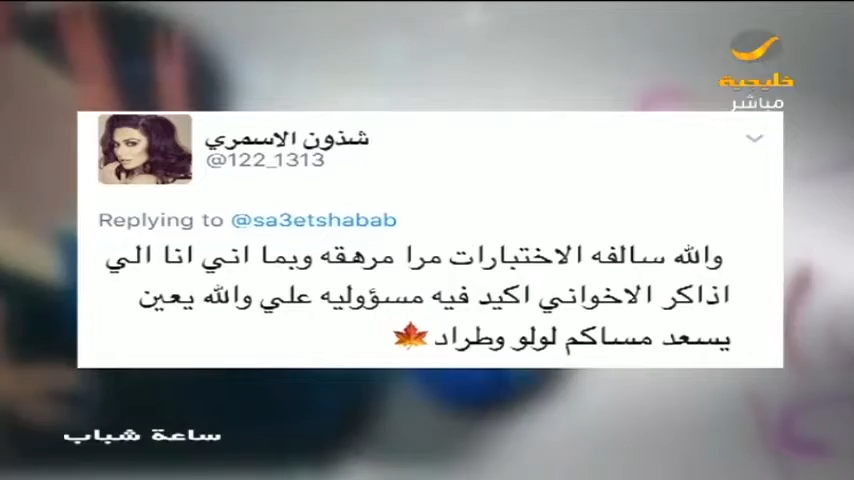 خليجية
مباشر
شذون الاسمري
@122_1313
Replying to @sa3etshabab
والله سالفه الاختبارات مرا مرهقه وبما اني انا الي
اذاكر الاخواني اكيد فيه مسؤوليه علي والله يعين
يسعد مساكم لولو وطراد🍁
ساعة شباب